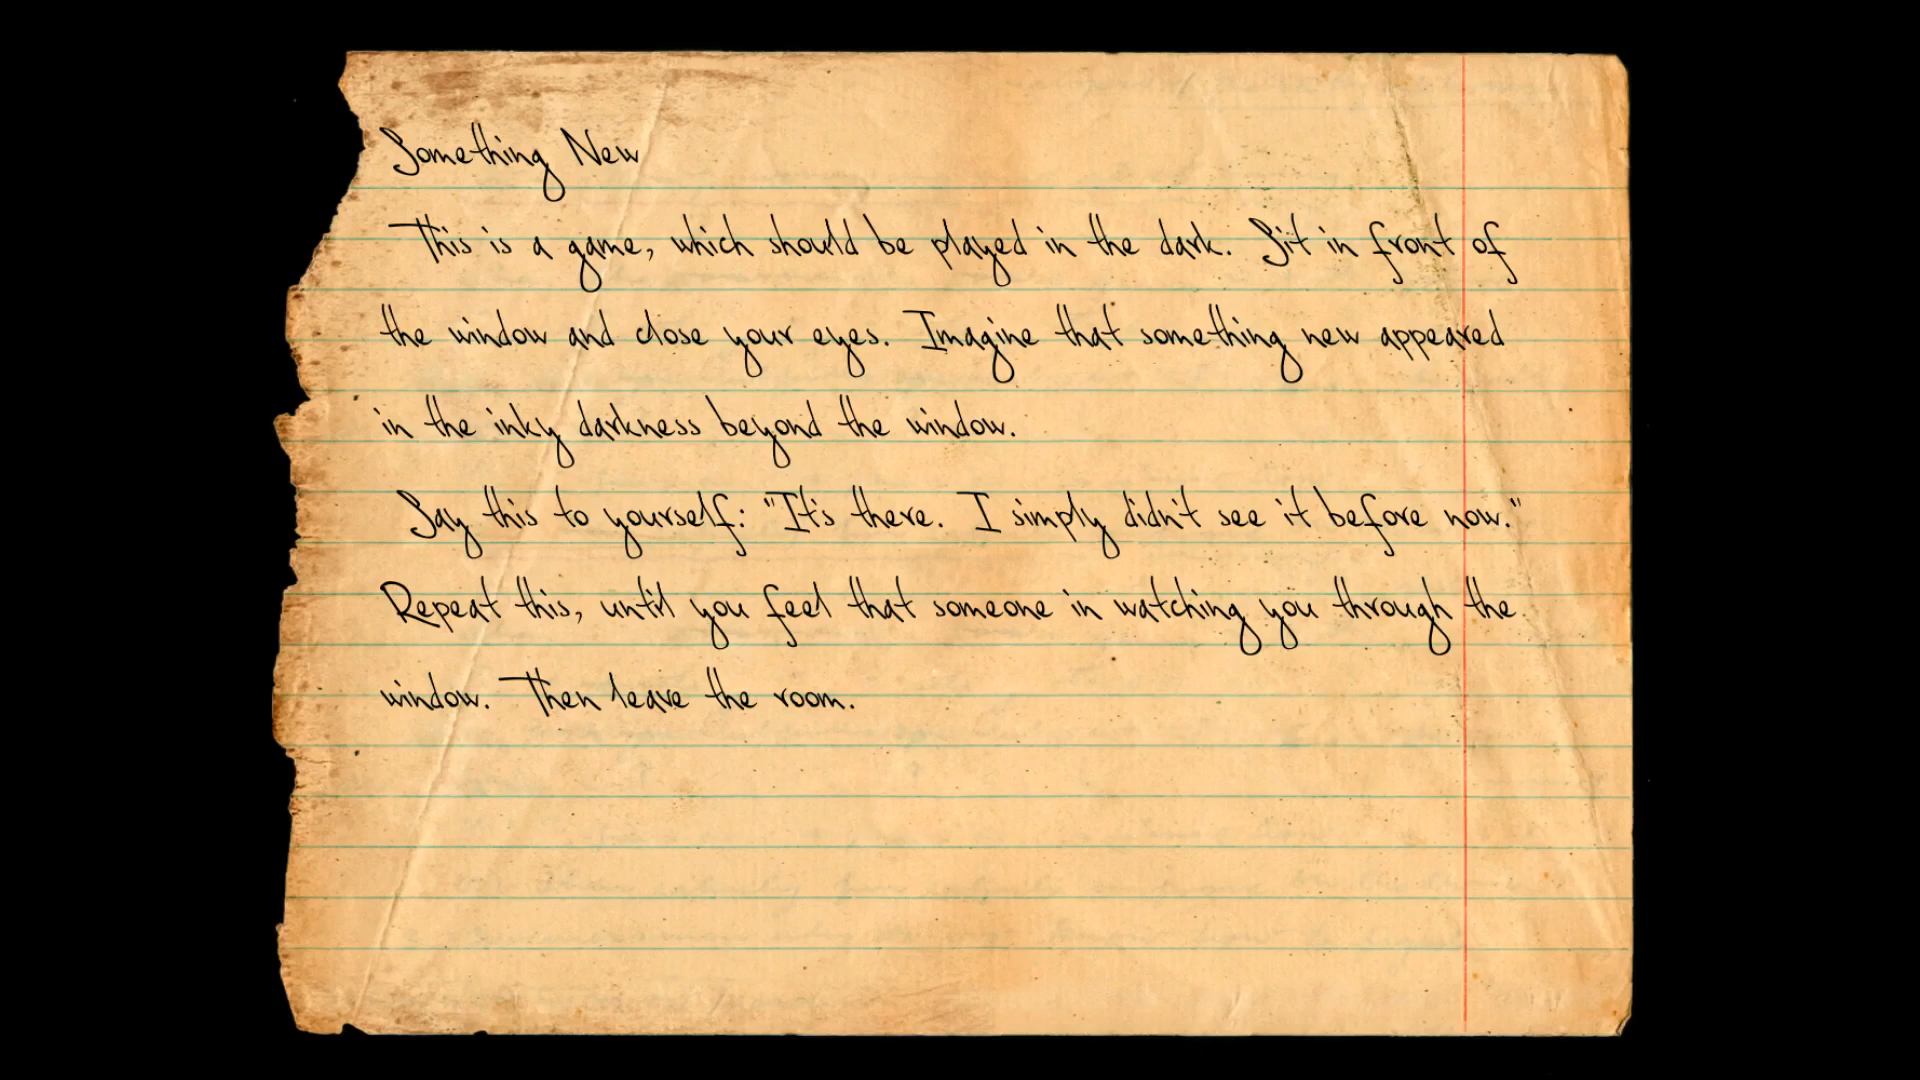 Something New
This is a game, which should be played in the dark. Sit in front of
the window and close your eyes. Imagine that something new appeared
in the inky darkness beyond the window.
Say this to yourself: "It's there. I simply didn't see it before now."
Repeat this, until you feel that someone in watching you through the
window. Then leave the room.